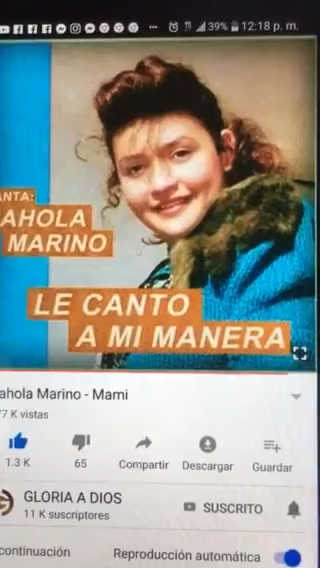 39% 12:18 p. m.
ANTA:
AHOLA
MARINO
LE CANTO
A MI MANERA
ahola Marino - Mami
7 K vistas
1.3 K
65
Compartir
Descargar
Guardar
GLORIA A DIOS
SUSCRITO
11 K suscriptores
continuación
Reproducción automática